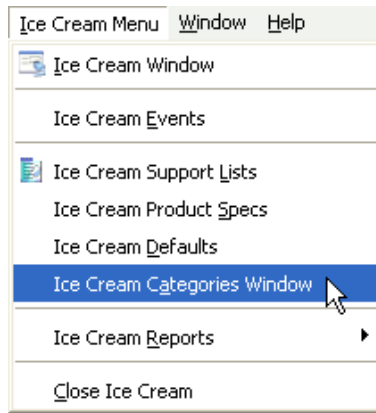 Ice Cream Menu Window Help
Ice Cream Window
Ice Cream Events
Ice Cream Support Lists
Ice Cream Product Specs
Ice Cream Defaults
Ice Cream Categories Window
Ice Cream Reports
Close Ice Cream